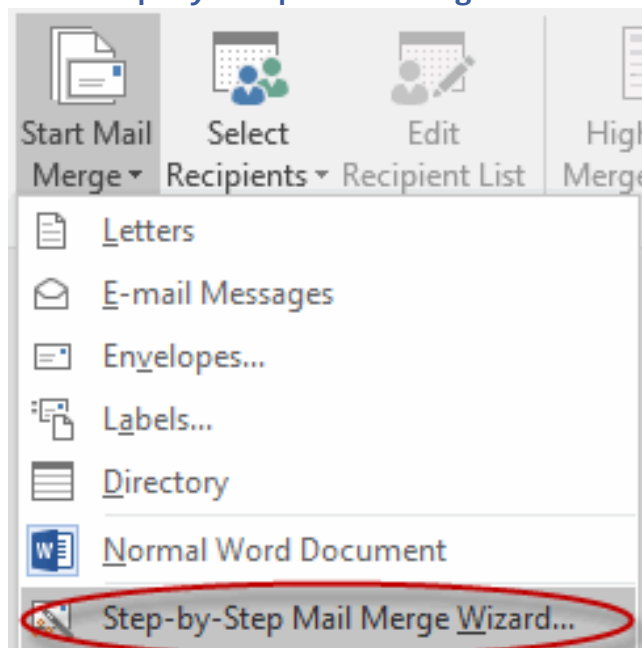 Start Mail Select Edit
Merge Recipients Recipient List Merge
Letters
E-mail Messages
Envelopes...
Labels...
Directory
Normal Word Document
Step-by-Step Mail Merge Wizard...